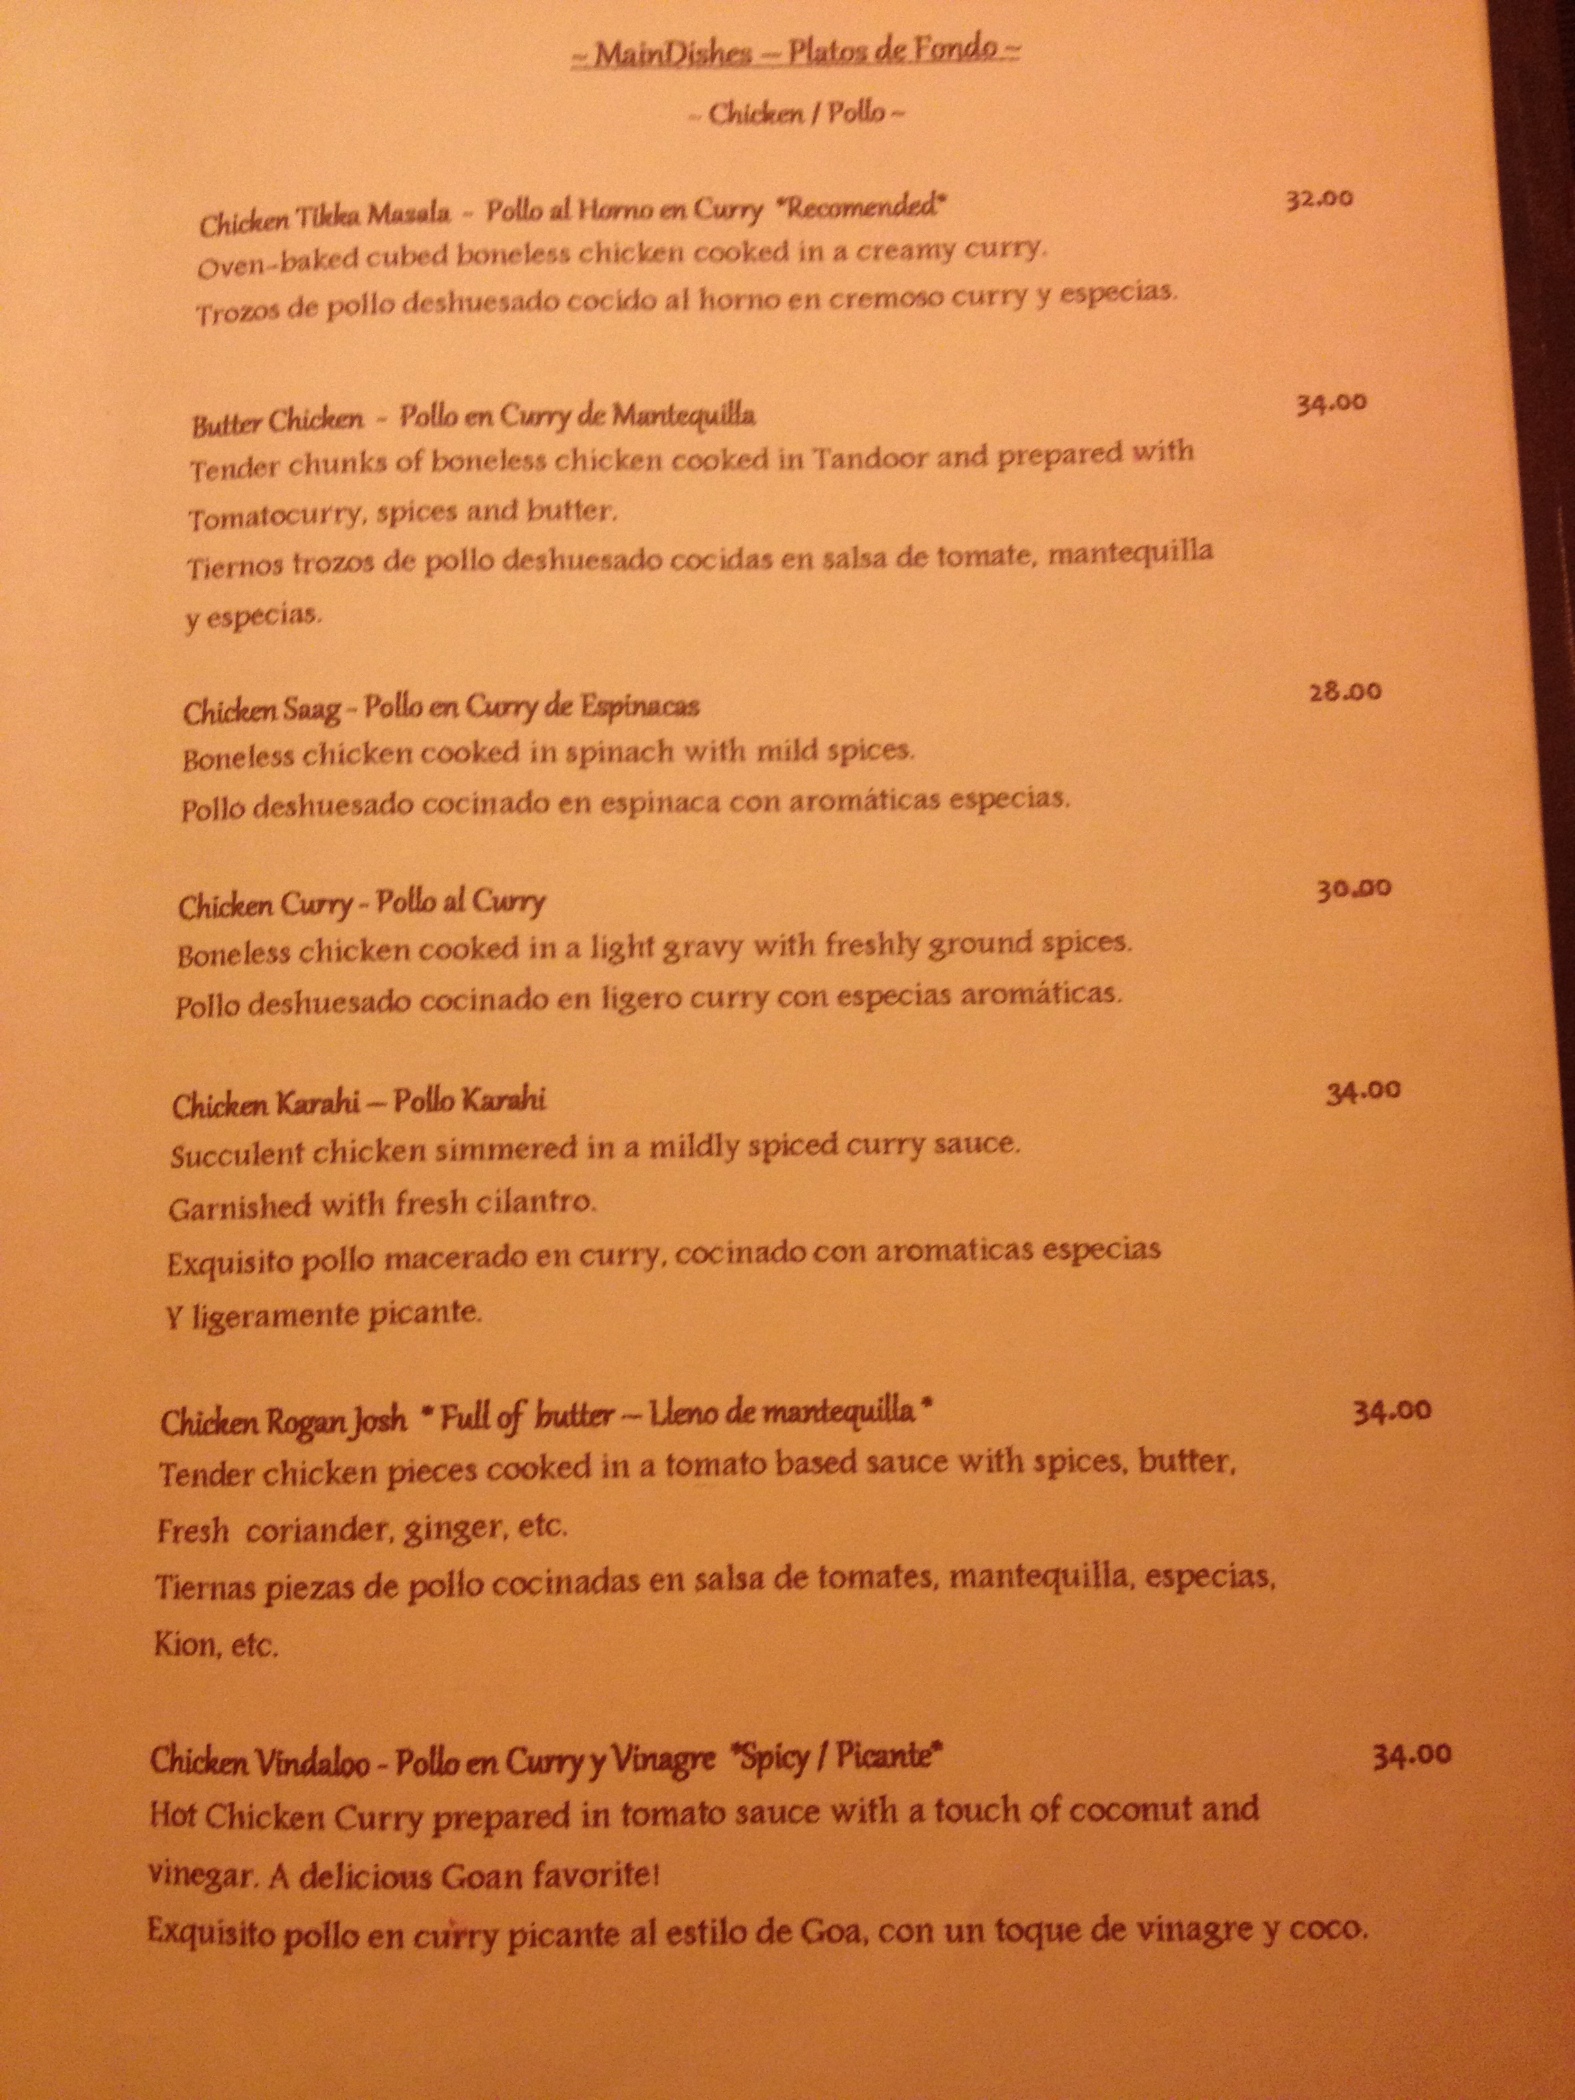 ~ MainDishes – Platos de Fondo ~
~ Chicken / Pollo ~
Chicken Tikka Masala - Pollo al Horno en Curry *Recomended* 32.00
Oven-baked cubed boneless chicken cooked in a creamy curry.
Trozos de pollo deshuesado cocido al horno en cremoso curry y especias.
Butter Chicken - Pollo en Curry de Mantequilla 34.00
Tender chunks of boneless chicken cooked in Tandoor and prepared with
Tomatocurry, spices and butter.
Tiernos trozos de pollo deshuesado cocidas en salsa de tomate, mantequilla
y especias.
Chicken Saag - Pollo en Curry de Espinacas 28.00
Boneless chicken cooked in spinach with mild spices.
Pollo deshuesado cocinado en espinaca con aromáticas especias.
Chicken Curry - Pollo al Curry 30.00
Boneless chicken cooked in a light gravy with freshly ground spices.
Pollo deshuesado cocinado en ligero curry con especias aromáticas.
Chicken Karahi – Pollo Karahi 34.00
Succulent chicken simmered in a mildly spiced curry sauce.
Garnished with fresh cilantro.
Exquisito pollo macerado en curry, cocinado con aromaticas especias
Y ligeramente picante.
Chicken Rogan Josh * Full of butter – Lleno de mantequilla * 34.00
Tender chicken pieces cooked in a tomato based sauce with spices, butter,
Fresh coriander, ginger, etc.
Tiernas piezas de pollo cocinadas en salsa de tomates, mantequilla, especias,
Kion, etc.
Chicken Vindaloo - Pollo en Curry y Vinagre *Spicy / Picante* 34.00
Hot Chicken Curry prepared in tomato sauce with a touch of coconut and
vinegar. A delicious Goan favorite!
Exquisito pollo en curry picante al estilo de Goa, con un toque de vinagre y coco.